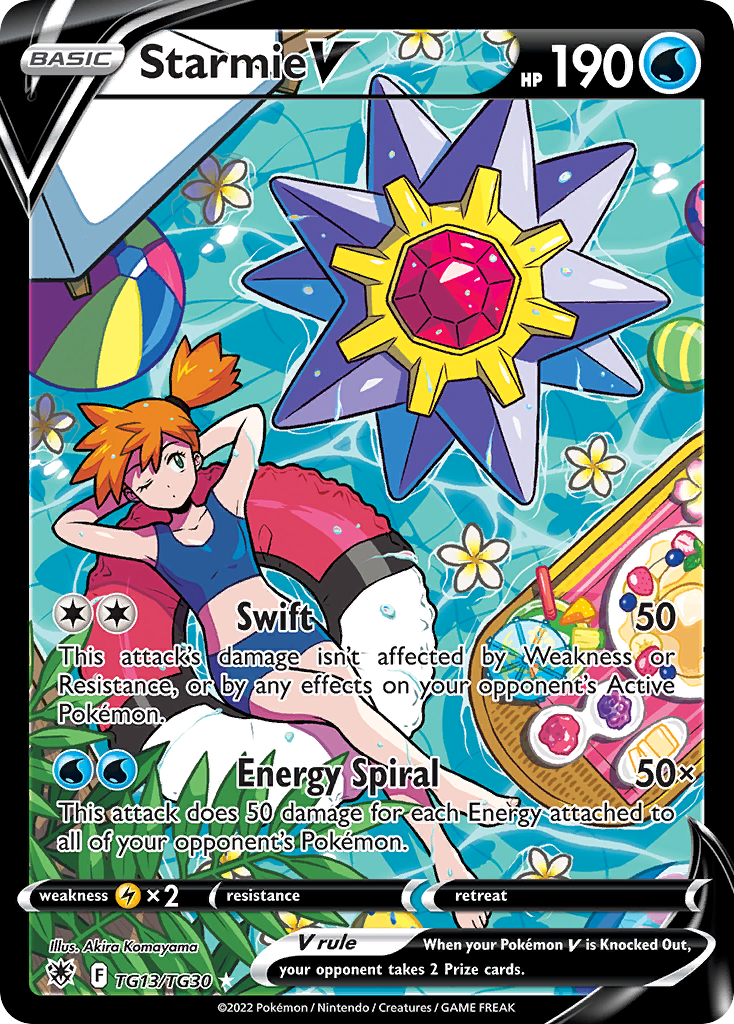 BASIC Starmie V HP 190
Swift 50
This attack's damage isn't affected by Weakness or
Resistance, or by any effects on your opponent's Active
Pokémon.
Energy Spiral 50×
This attack does 50 damage for each Energy attached to
all of your opponent's Pokémon.
weakness ×2 resistance retreat
Illus. Akira Komayama
V rule When your Pokémon V is Knocked Out,
your opponent takes 2 Prize cards.
F TG13/TG30
©2022 Pokémon / Nintendo / Creatures / GAME FREAK